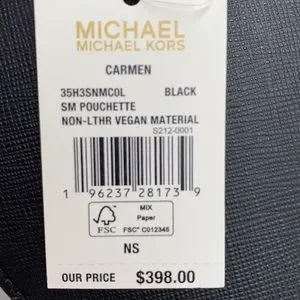 MICHAEL
MICHAEL KORS
CARMEN
35H3SNMC0L BLACK
SM POUCHETTE
NON-LTHR VEGAN MATERIAL
S212-0001
1 96237 28173 9
FSC
MIX
Paper
FSC® C012345
NS
OUR PRICE $398.00